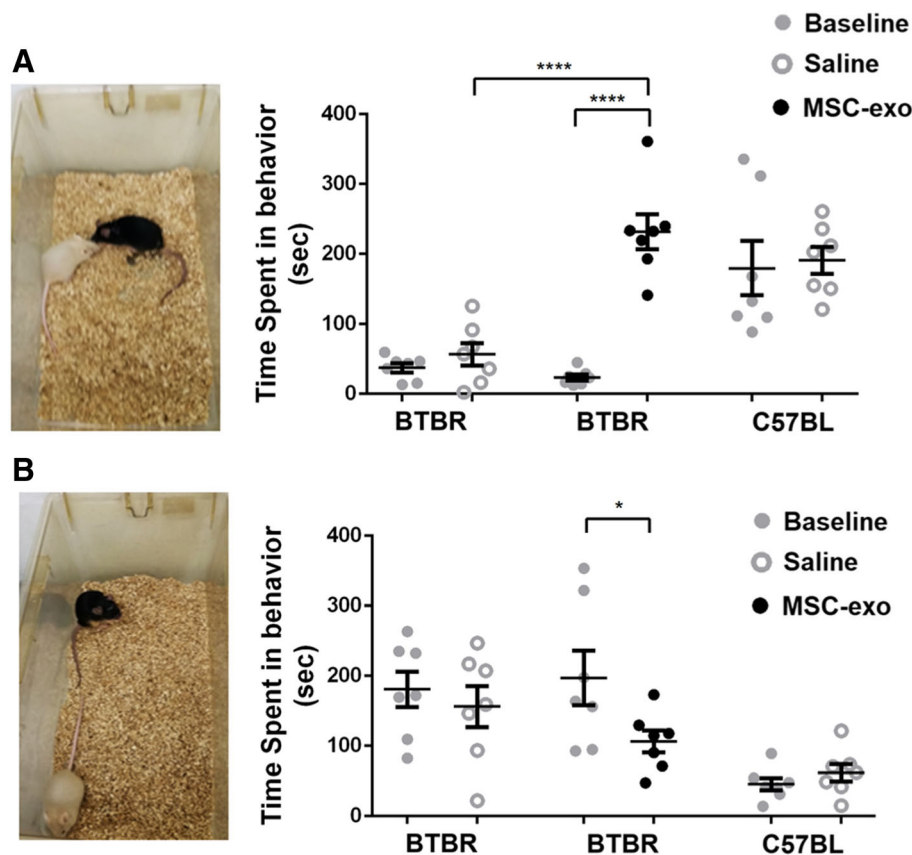 A
Baseline
Saline
MSC-exo
****
****
Time Spent in behavior
(sec)
400
300
200
100
0
BTBR
BTBR
C57BL
B
Baseline
Saline
MSC-exo
*
Time Spent in behavior
(sec)
400
300
200
100
0
BTBR
BTBR
C57BL